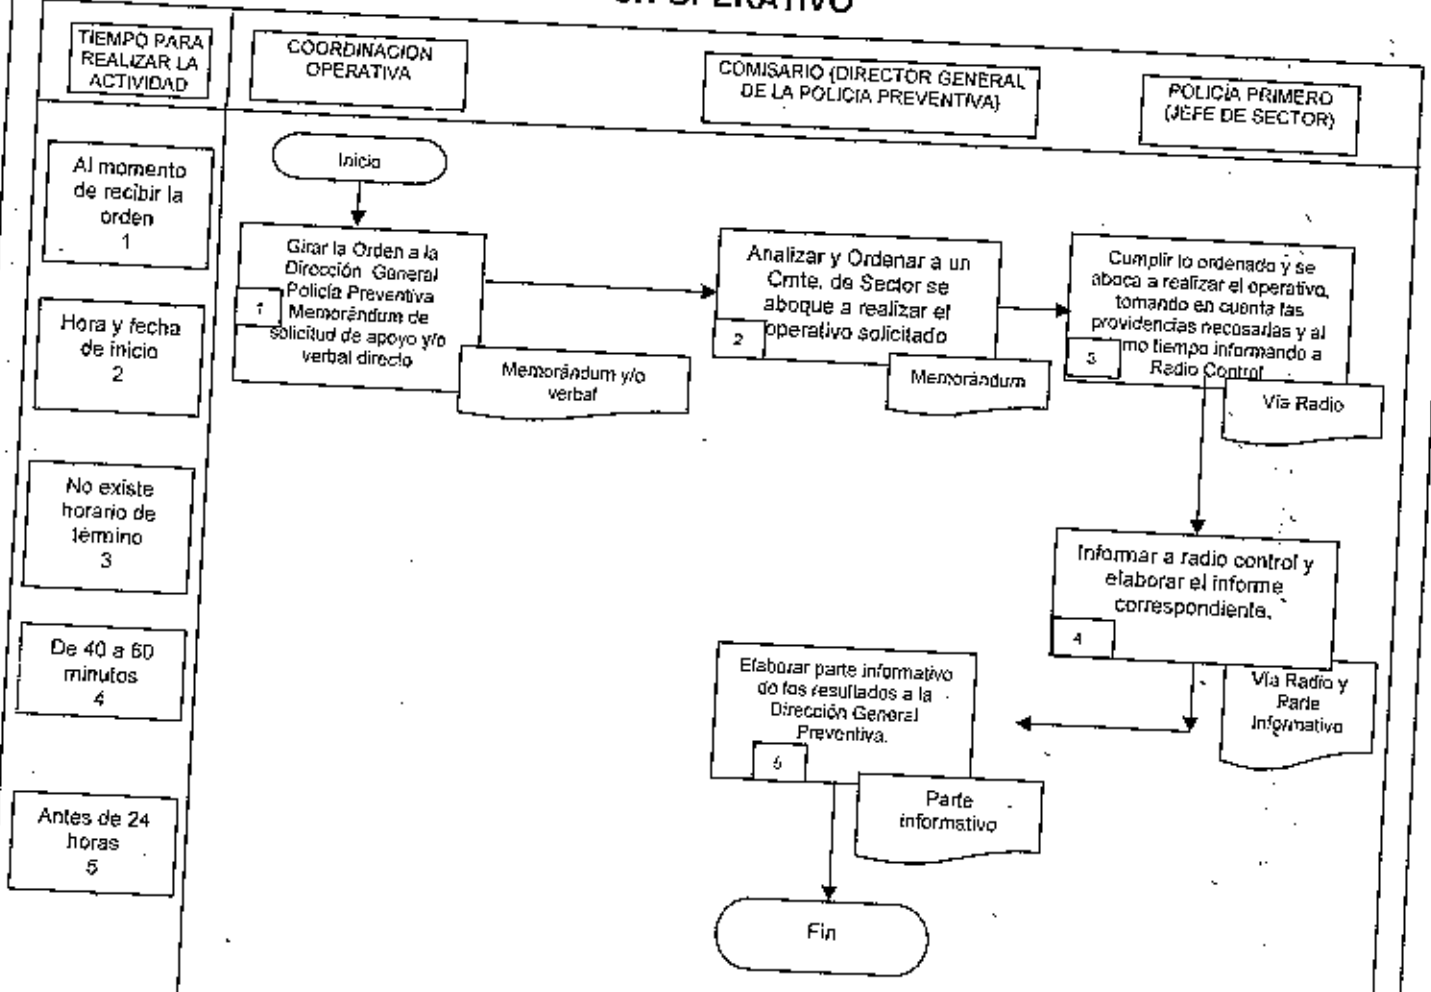 OPERATIVO
TIEMPO PARA
REALIZAR LA
ACTIVIDAD
COORDINACION
OPERATIVA
COMISARIO (DIRECTOR GENERAL
DE LA POLICIA PREVENTIVA)
POLICÍA PRIMERO
(JEFE DE SECTOR)
Al momento
de recibir la
orden
1
Hora y fecha
de inicio
2
No existe
horario de
término
3
De 40 a 60
minutos
4
Antes de 24
horas
5
Inicio
Girar la Orden a la
Dirección General
Policía Preventiva
Memorándum de
solicitud de apoyo y/o
verbal directo
1
Memorándum y/o
verbal
Analizar y Ordenar a un
Cmte. de Sector se
aboque a realizar el
operativo solicitado
2
Memorándum
Cumplir lo ordenado y se
aboca a realizar el operativo,
tomando en cuenta las
providencias necesarias y al
mo tiempo informando a
Radio Control
3
Vía Radio
Informar a radio control y
elaborar el informe
correspondiente.
4
Vía Radio y
Parte
Informativo
Elaborar parte informativo
de los resultados a la
Dirección General
Preventiva.
5
Parte
informativo
Fin